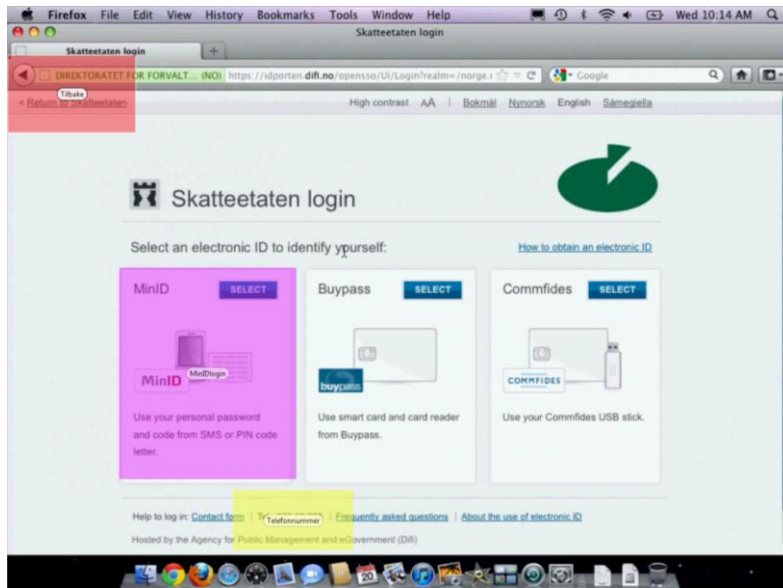 Firefox File Edit View History Bookmarks Tools Window Help Wed 10:14 AM
Skatteetaten login
Skatteetaten login
DIREKTORATET FOR FORVALT... (NO) https://idporten.difi.no/opensso/UI/Login?realm=/norge. Google
Tilbake
< Return to Skatteetaten High contrast AA | Bokmål Nynorsk English Sámegiella
Skatteetaten login
Select an electronic ID to identify yourself: How to obtain an electronic ID
MinID SELECT Buypass SELECT Commfides SELECT
MinID MinIDlogin buypass COMMFIDES
Use your personal password Use smart card and card reader Use your Commfides USB stick.
and code from SMS or PIN code from Buypass.
letter.
Help to log in: Contact form | Telefonnummer | Frequently asked questions | About the use of electronic ID
Hosted by the Agency for Public Management and eGovernment (Difi)
20